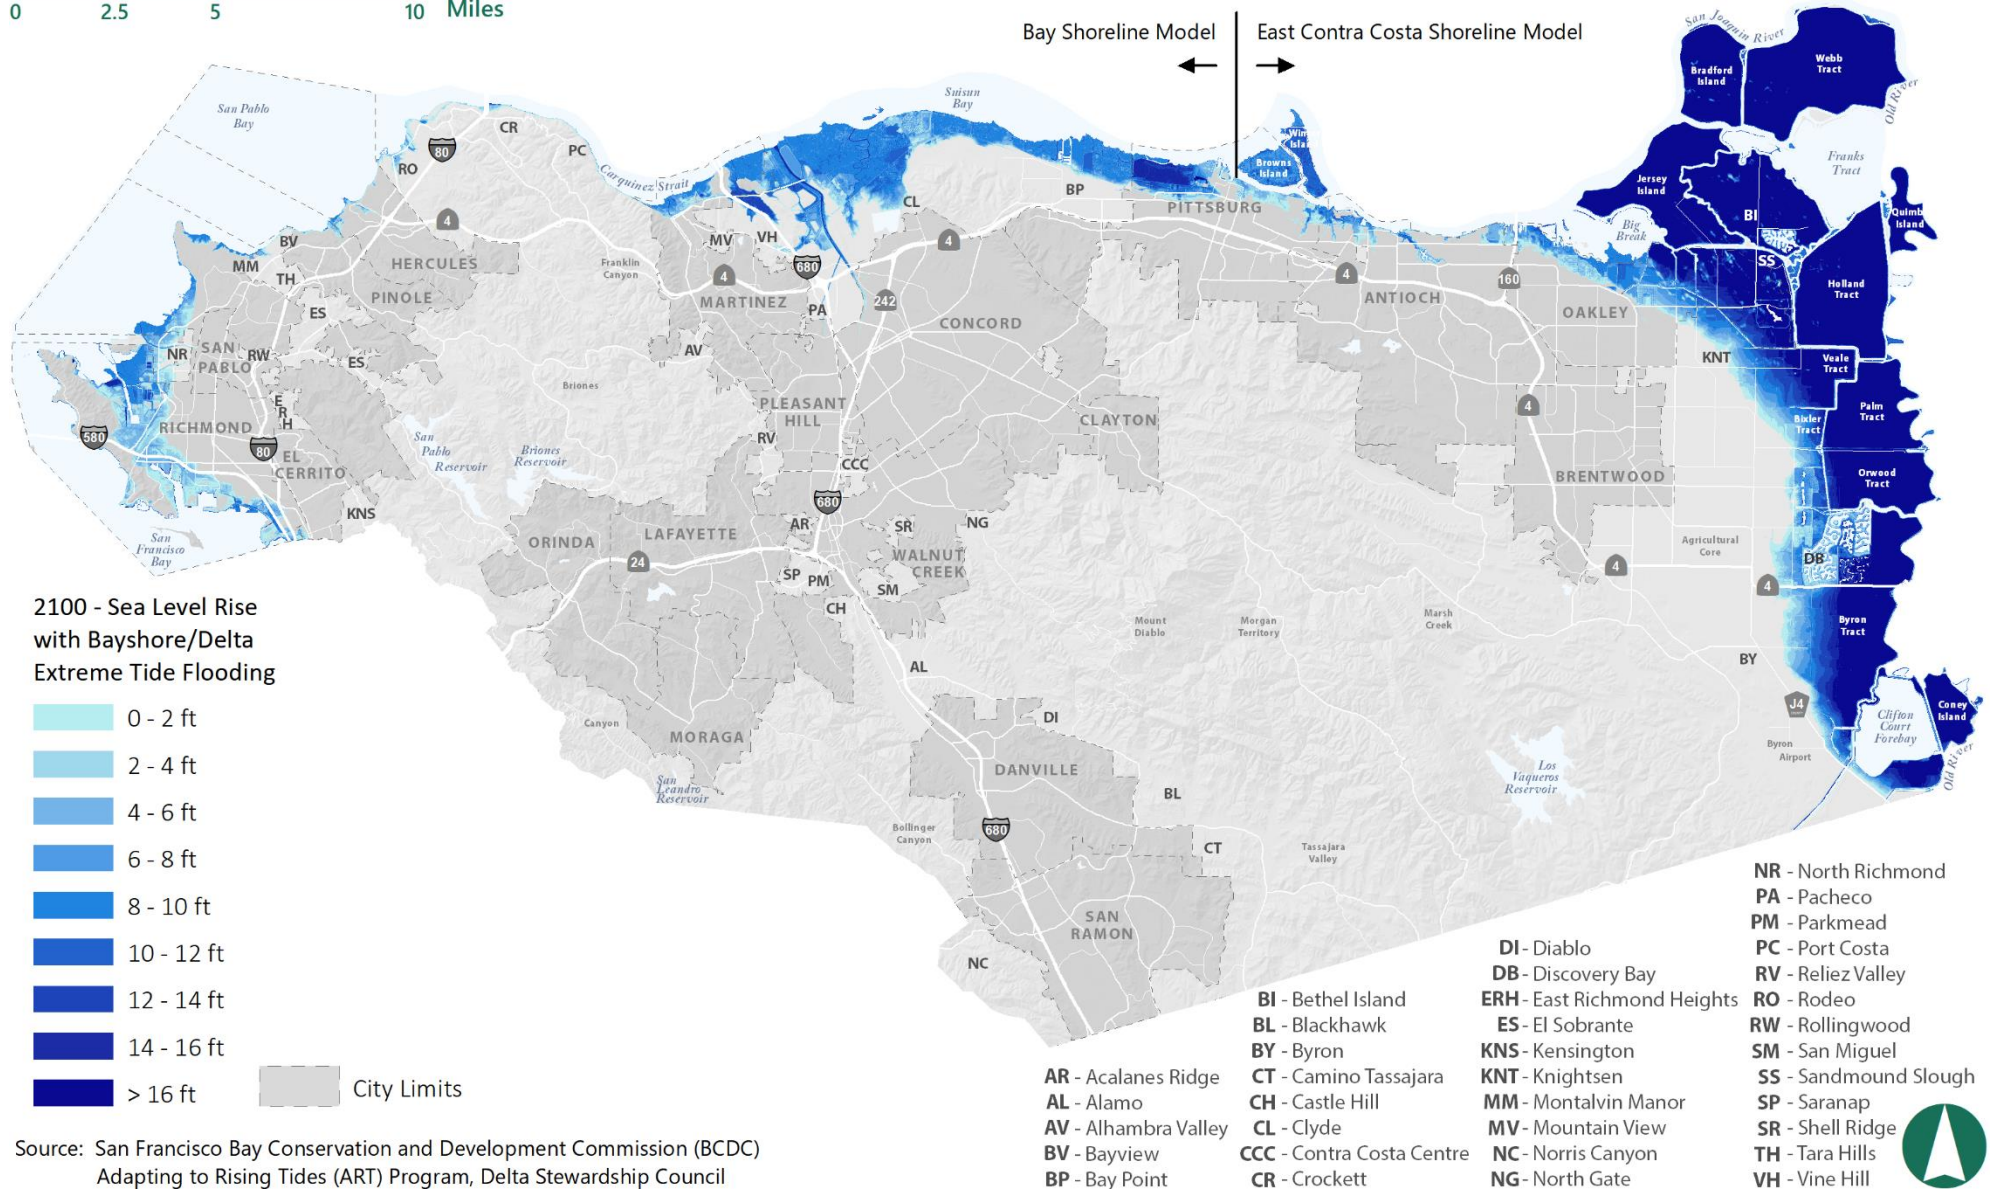 0 2.5 5 10 Miles
Bay Shoreline Model
East Contra Costa Shoreline Model
San Joaquin River
Bradford
Island
Webb
Tract
Old River
San Pablo
Bay
Suisun
Bay
CR
80
RO
PC
Carquinez Strait
Browns
Island
Franks
Tract
Jersey
Island
BI
Quimb
Island
Big
Break
SS
Holland
Tract
BP
PITTSBURG
CL
4
BV
MM
TH
HERCULES
PINOLE
ES
Franklin
Canyon
MV
VH
4
680
4
MARTINEZ
PA
242
CONCORD
4
ANTIOCH
160
OAKLEY
KNT
Veale
Tract
NR
SAN
PABLO
RW
ES
AV
Briones
E
R
H
RICHMOND
580
80
EL
CERRITO
KNS
San
Pablo
Reservoir
Briones
Reservoir
PLEASANT
HILL
RV
CCC
680
CLAYTON
4
BRENTWOOD
Palm
Tract
Bixler
Tract
Orwood
Tract
San
Francisco
Bay
ORINDA
LAFAYETTE
24
AR
SR
NG
WALNUT
CREEK
SP
PM
SM
CH
Agricultural
Core
4
DB
4
Mount
Diablo
Morgan
Territory
Marsh
Creek
Byron
Tract
BY
AL
J4
Clifton
Court
Forebay
Coney
Island
Old River
Byron
Airport
Canyon
MORAGA
San
Leandro
Reservoir
DI
DANVILLE
BL
Los
Vaqueros
Reservoir
Bollinger
Canyon
680
CT
Tassajara
Valley
SAN
RAMON
NC
2100 - Sea Level Rise
with Bayshore/Delta
Extreme Tide Flooding
0 - 2 ft
2 - 4 ft
4 - 6 ft
6 - 8 ft
8 - 10 ft
10 - 12 ft
12 - 14 ft
14 - 16 ft
> 16 ft
City Limits
AR - Acalanes Ridge
AL - Alamo
AV - Alhambra Valley
BV - Bayview
BP - Bay Point
BI - Bethel Island
BL - Blackhawk
BY - Byron
CT - Camino Tassajara
CH - Castle Hill
CL - Clyde
CCC - Contra Costa Centre
CR - Crockett
DI - Diablo
DB - Discovery Bay
ERH - East Richmond Heights
ES - El Sobrante
KNS - Kensington
KNT - Knightsen
MM - Montalvin Manor
MV - Mountain View
NC - Norris Canyon
NG - North Gate
NR - North Richmond
PA - Pacheco
PM - Parkmead
PC - Port Costa
RV - Reliez Valley
RO - Rodeo
RW - Rollingwood
SM - San Miguel
SS - Sandmound Slough
SP - Saranap
SR - Shell Ridge
TH - Tara Hills
VH - Vine Hill
Source: San Francisco Bay Conservation and Development Commission (BCDC)
Adapting to Rising Tides (ART) Program, Delta Stewardship Council